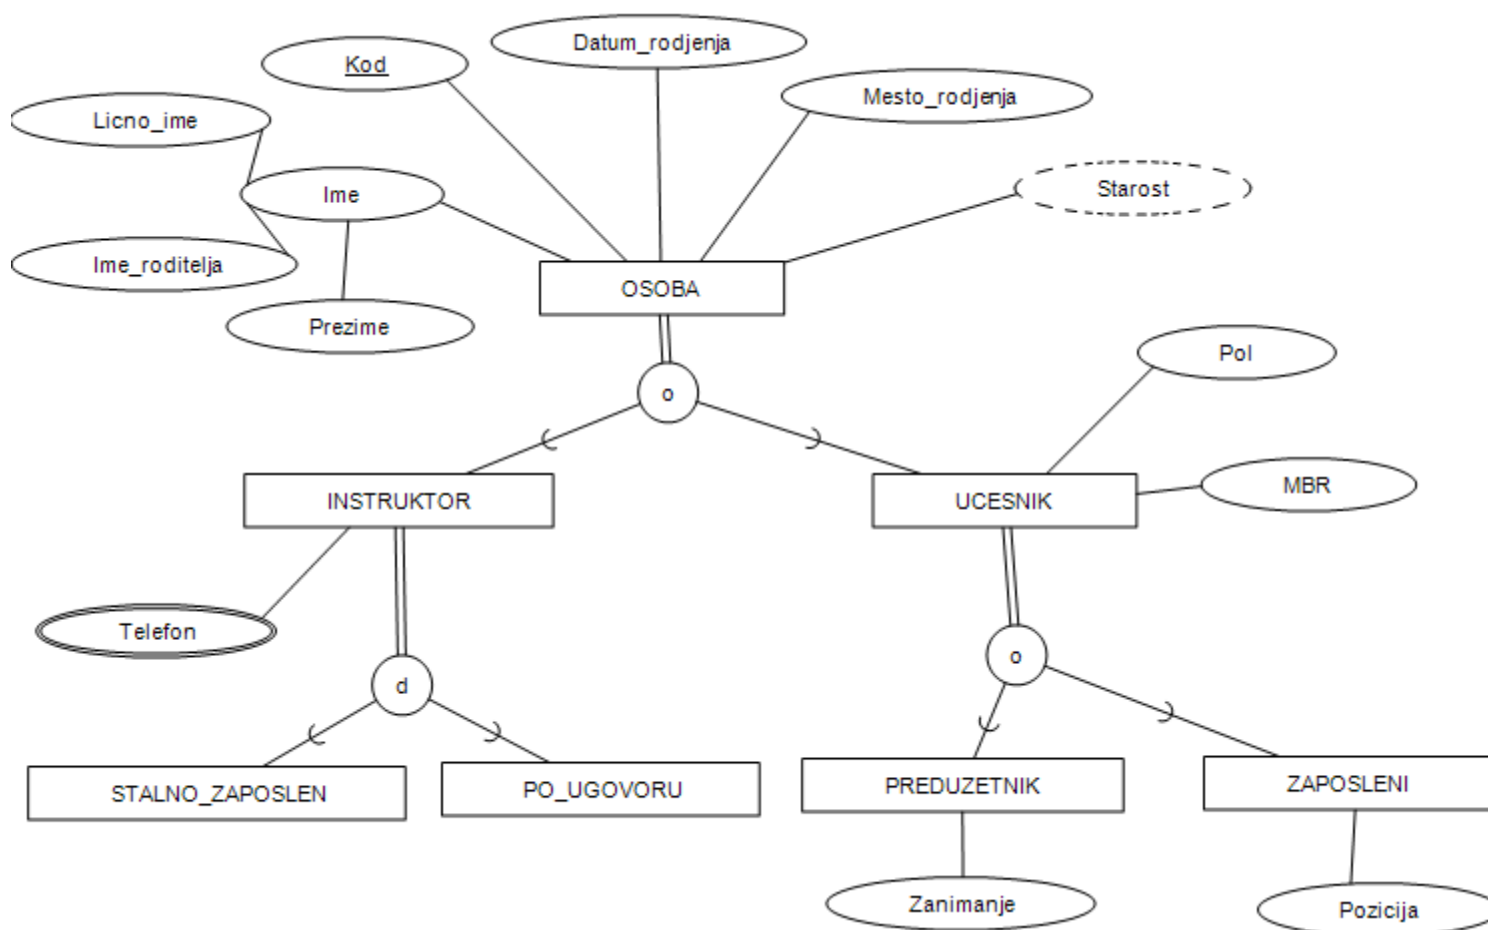 Datum_rodjenja
Kod
Mesto_rodjenja
Licno_ime
Starost
Ime
Ime_roditelja
OSOBA
Prezime
Pol
o
MBR
INSTRUKTOR
UCESNIK
Telefon
o
d
STALNO_ZAPOSLEN
PO_UGOVORU
PREDUZETNIK
ZAPOSLENI
Zanimanje
Pozicija